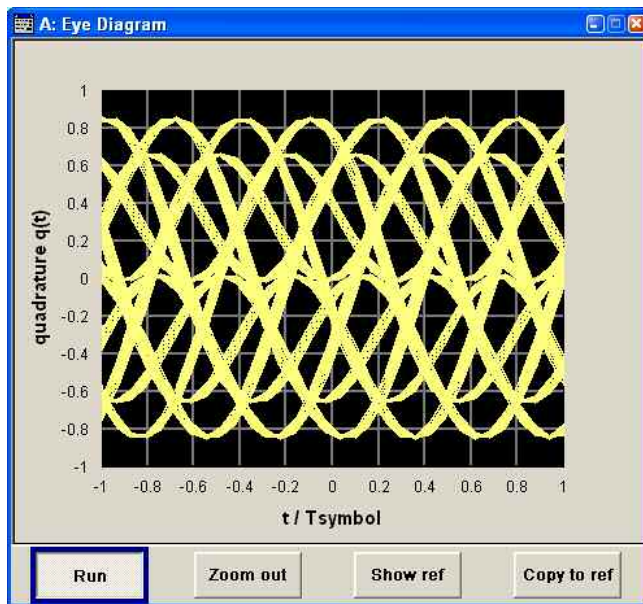 A: Eye Diagram
quadrature q(t)
1
0.8
0.6
0.4
0.2
0
-0.2
-0.4
-0.6
-0.8
-1
-1 -0.8 -0.6 -0.4 -0.2 0 0.2 0.4 0.6 0.8 1
t / Tsymbol
Run Zoom out Show ref Copy to ref